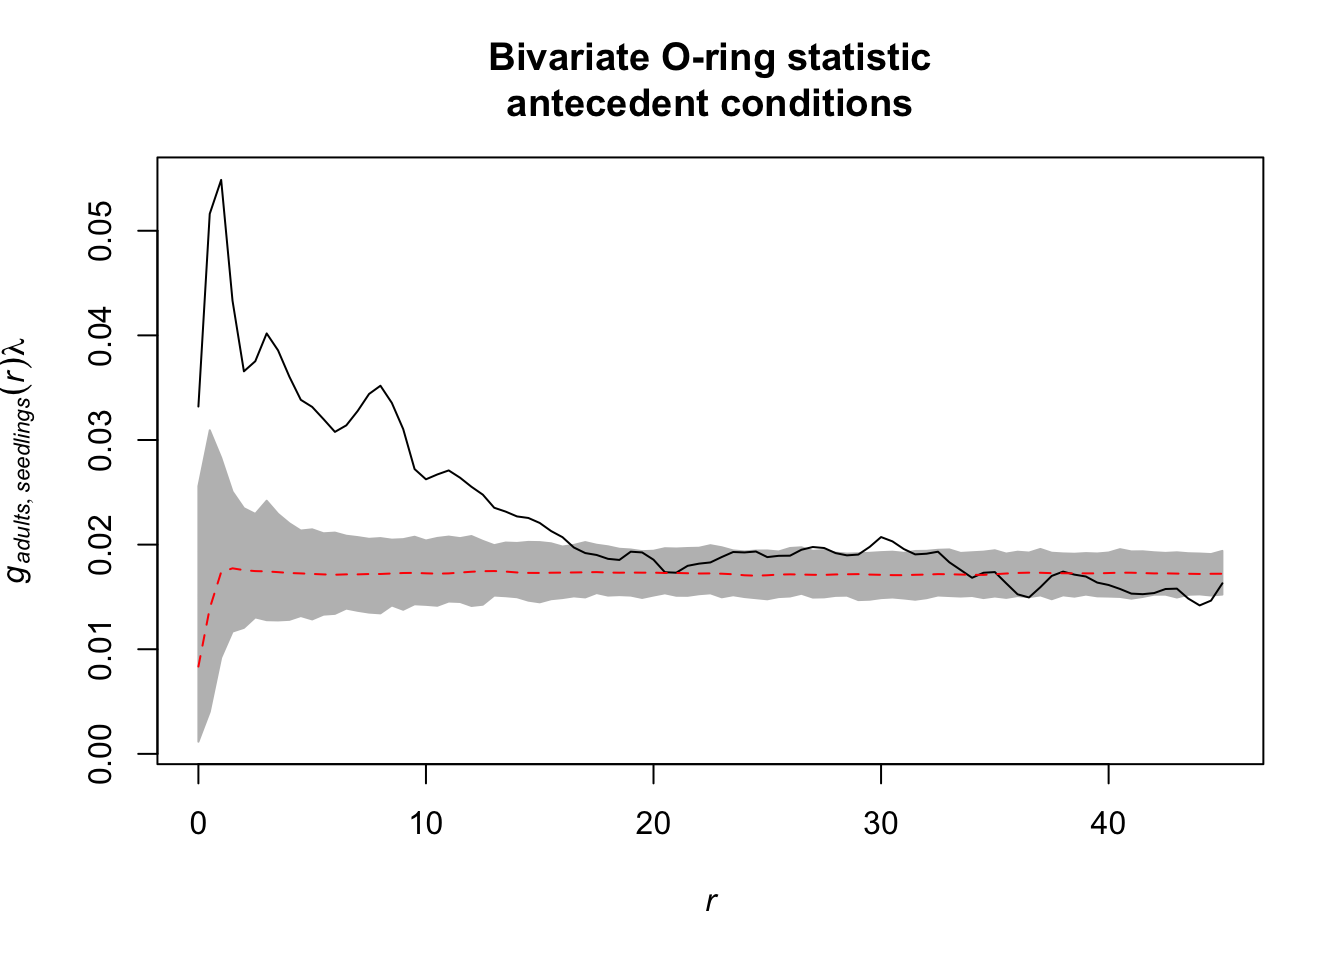 Bivariate O-ring statistic
antecedent conditions
g adults, seedlings (r)λ
0.05
0.04
0.03
0.02
0.01
0.00
0 10 20 30 40
r